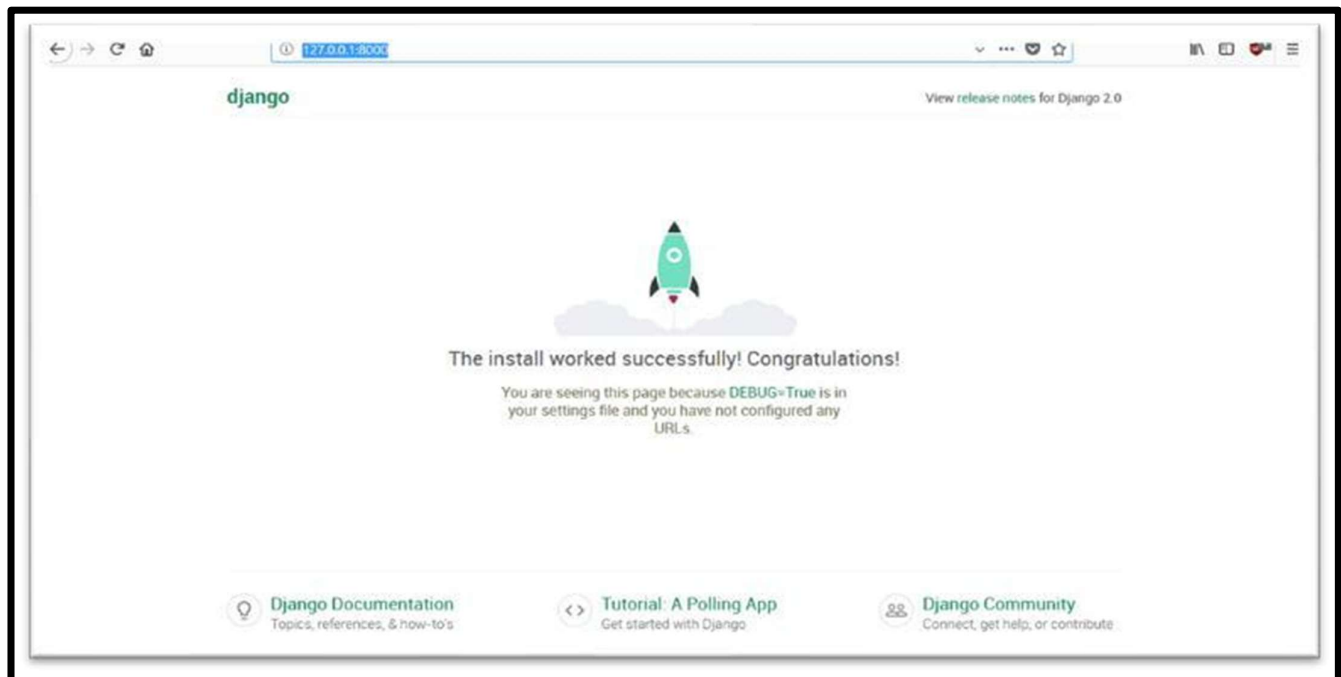 127.0.0.1:8000
django
View release notes for Django 2.0
The install worked successfully! Congratulations!
You are seeing this page because DEBUG=True is in
your settings file and you have not configured any
URLs.
Django Documentation
Topics, references, & how-to's
Tutorial: A Polling App
Get started with Django
Django Community
Connect, get help, or contribute